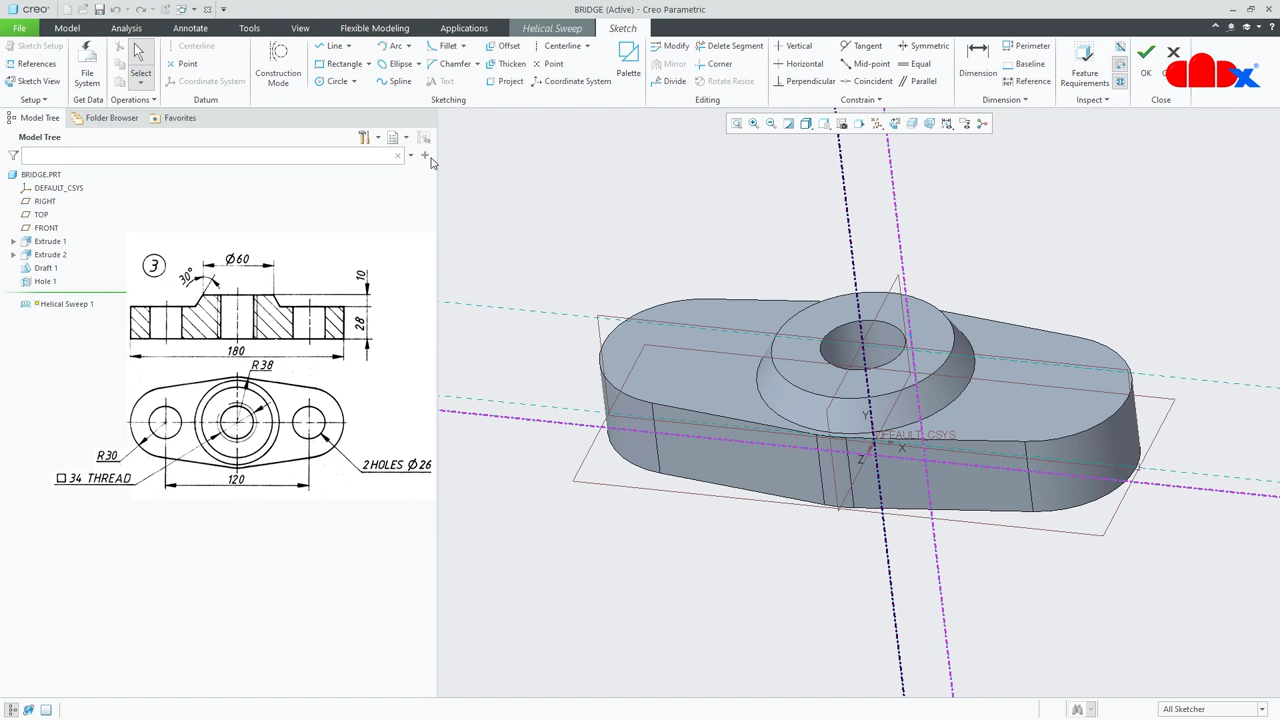 creo
BRIDGE (Active) - Creo Parametric
File Model Analysis Annotate Tools View Flexible Modeling Applications Helical Sweep Sketch
Sketch Setup
References
Sketch View
Setup
File System
Get Data
Select
Operations
Centerline
Point
Coordinate System
Datum
Construction Mode
Line Arc Fillet Offset Centerline
Rectangle Ellipse Chamfer Thicken Point
Circle Spline Text Project Coordinate System
Palette
Sketching
Modify Delete Segment
Mirror Corner
Divide Rotate Resize
Editing
Vertical Tangent Symmetric
Horizontal Mid-point Equal
Perpendicular Coincident Parallel
Constrain
Dimension
Perimeter
Baseline
Reference
Dimension
Feature Requirements
Inspect
OK
Close
Model Tree Folder Browser Favorites
Model Tree
BRIDGE.PRT
DEFAULT_CSYS
RIGHT
TOP
FRONT
Extrude 1
Extrude 2
Draft 1
Hole 1
Helical Sweep 1
3
Ø60
30°
10
28
180
R38
R30
2HOLES Ø26
□34 THREAD
120
Y
DEFAULT_CSYS
X
Z
All Sketcher